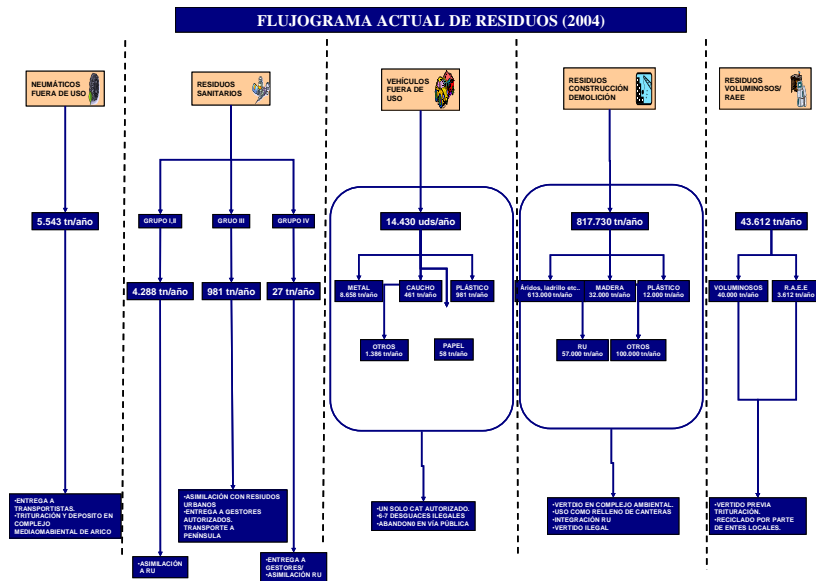 FLUJOGRAMA ACTUAL DE RESIDUOS (2004)
NEUMÁTICOS
FUERA DE USO
RESIDUOS
SANITARIOS
VEHÍCULOS
FUERA DE
USO
RESIDUOS
CONSTRUCCIÓN
DEMOLICIÓN
RESIDUOS
VOLUMINOSOS/
RAEE
5.543 tn/año
GRUPO I,II
GRUO III
GRUPO IV
14.430 uds/año
817.730 tn/año
43.612 tn/año
4.288 tn/año
981 tn/año
27 tn/año
METAL
8.658 tn/año
CAUCHO
461 tn/año
PLÁSTICO
981 tn/año
Áridos, ladrillo etc..
613.000 tn/año
MADERA
32.000 tn/año
PLÁSTICO
12.000 tn/año
VOLUMINOSOS
40.000 tn/año
R.A.E.E
3.612 tn/año
OTROS
1.386 tn/año
PAPEL
58 tn/año
RU
57.000 tn/año
OTROS
100.000 tn/año
•ENTREGA A
TRANSPORTISTAS.
•TRITURACIÓN Y DEPOSITO EN
COMPLEJO
MEDIAOMABIENTAL DE ARICO
•ASIMILACIÓN CON RESIUDOS
URBANOS
•ENTREGA A GESTORES
AUTORIZADOS.
TRANSPORTE A
PENÍNSULA
•UN SOLO CAT AUTORIZADO.
•6-7 DESGUACES ILEGALES
•ABANDON0 EN VÍA PÚBLICA
•VERTDIO EN COMPLEJO AMBIENTAL.
•USO COMO RELLENO DE CANTERAS
•INTEGRACIÓN RU
•VERTIDO ILEGAL
•VERTIDO PREVIA
TRITURACIÓN.
•RECICLADO POR PARTE
DE ENTES LOCALES.
•ASIMILACIÓN
A RU
•ENTREGA A
GESTORES/
•ASIMILACIÓN RU